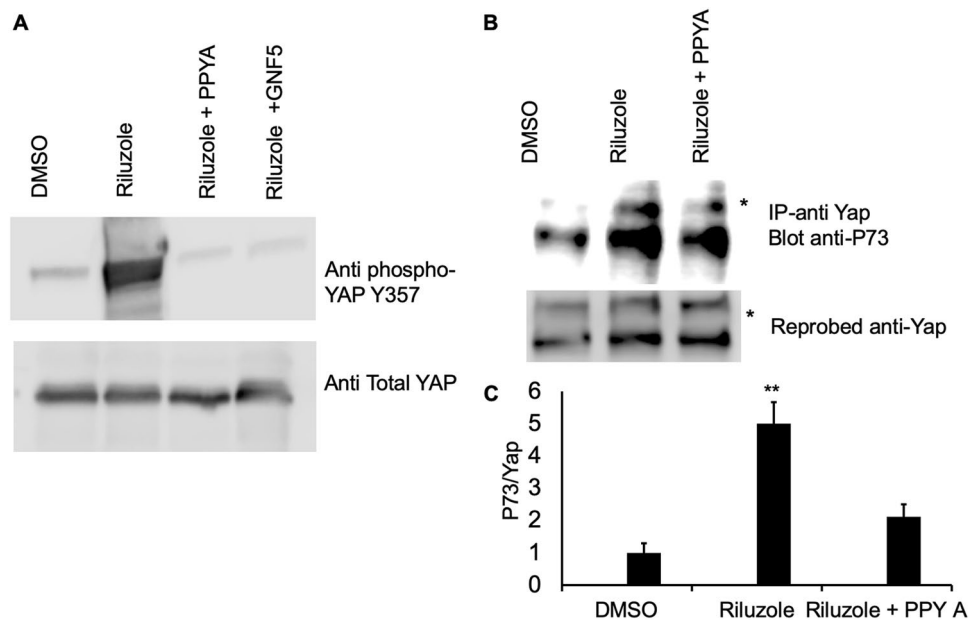 A
DMSO
Riluzole
Riluzole + PPYA
Riluzole +GNF5
Anti phospho-
YAP Y357
Anti Total YAP
B
DMSO
Riluzole
Riluzole + PPYA
*
IP-anti Yap
Blot anti-P73
*
Reprobed anti-Yap
C
P73/Yap
6
5
4
3
2
1
0
**
DMSO
Riluzole
Riluzole + PPY A